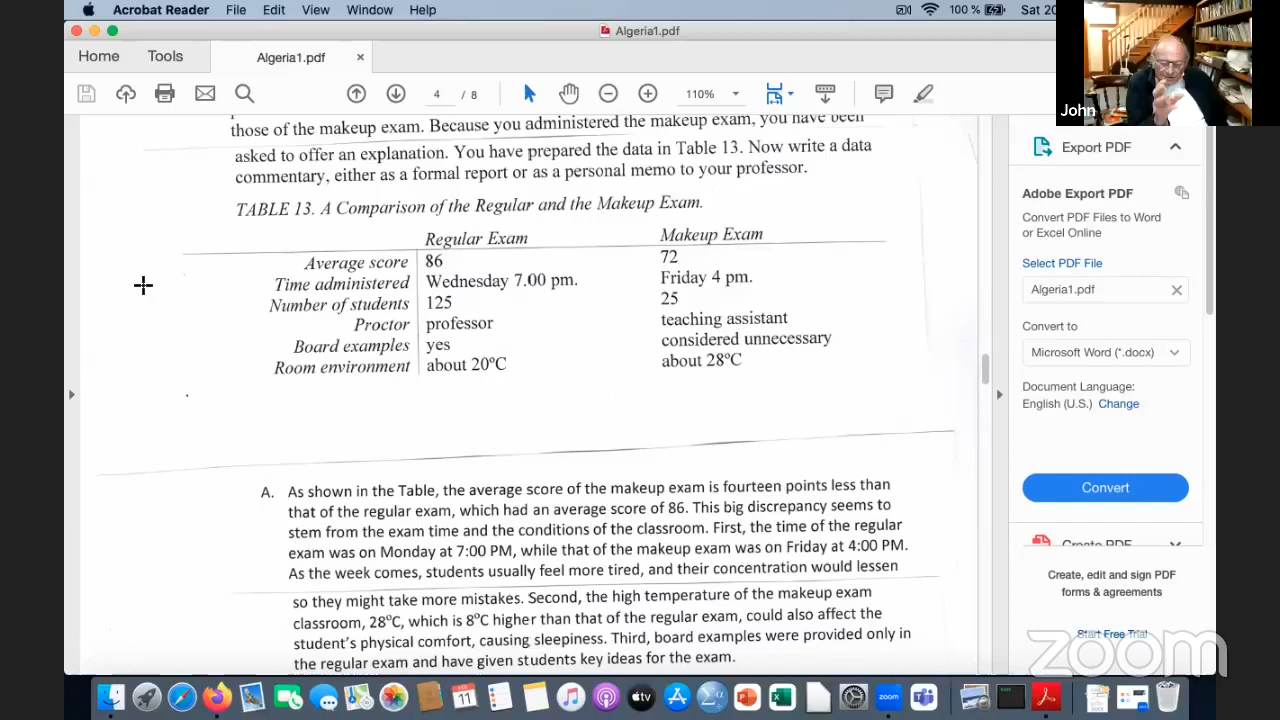 Acrobat Reader File Edit View Window Help 100 % Sat 20
Algeria1.pdf
Home Tools Algeria1.pdf ×
4 / 8 110%
John
those of the makeup exam. Because you administered the makeup exam, you have been
asked to offer an explanation. You have prepared the data in Table 13. Now write a data
commentary, either as a formal report or as a personal memo to your professor.
TABLE 13. A Comparison of the Regular and the Makeup Exam.
Regular Exam Makeup Exam
Average score 86 72
Time administered Wednesday 7.00 pm. Friday 4 pm.
Number of students 125 25
Proctor professor teaching assistant
Board examples yes considered unnecessary
Room environment about 20ºC about 28ºC
A. As shown in the Table, the average score of the makeup exam is fourteen points less than
that of the regular exam, which had an average score of 86. This big discrepancy seems to
stem from the exam time and the conditions of the classroom. First, the time of the regular
exam was on Monday at 7:00 PM, while that of the makeup exam was on Friday at 4:00 PM.
As the week comes, students usually feel more tired, and their concentration would lessen
so they might take more mistakes. Second, the high temperature of the makeup exam
classroom, 28ºC, which is 8ºC higher than that of the regular exam, could also affect the
student's physical comfort, causing sleepiness. Third, board examples were provided only in
the regular exam and have given students key ideas for the exam.
Export PDF
Adobe Export PDF
Convert PDF Files to Word
or Excel Online
Select PDF File
Algeria1.pdf
Convert to
Microsoft Word (*.docx)
Document Language:
English (U.S.) Change
Convert
Create PDF
Create, edit and sign PDF
forms & agreements
Start Free Trial
zoom